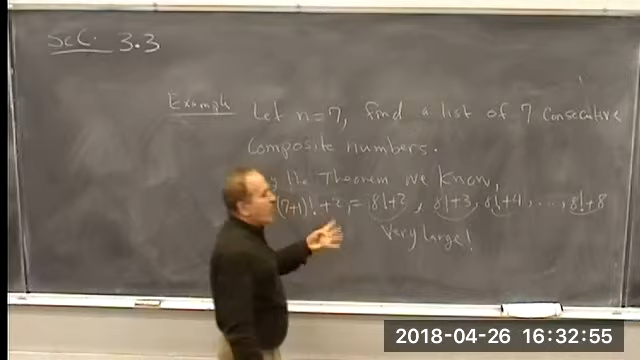 Sec. 3.3
Example Let n=7, find a list of 7 consecutive
composite numbers.
By the Theorem we know,
(7+1)!+2 = 8!+2, 8!+3, 8!+4, ..., 8!+8
Very large!
2018-04-26 16:32:55